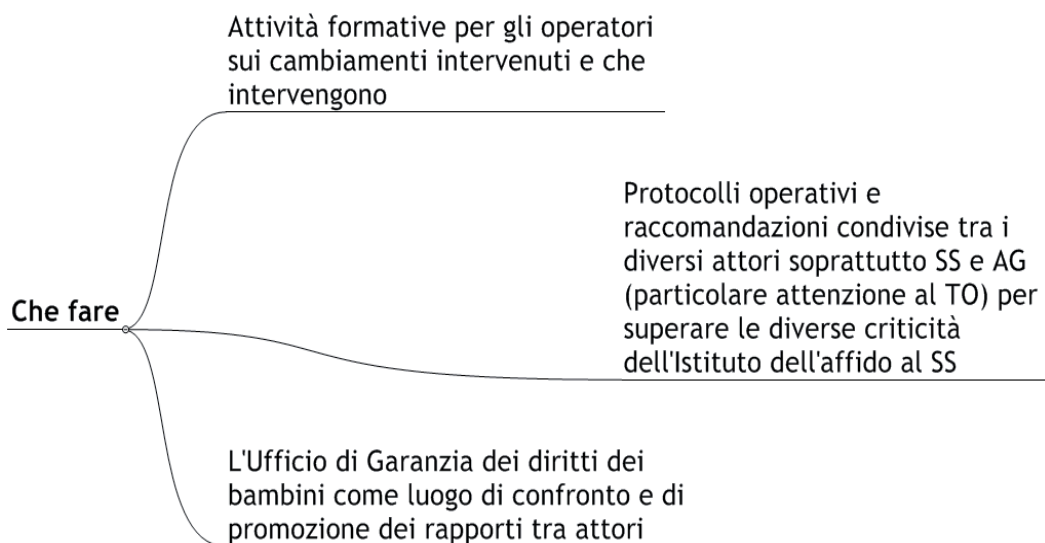 Attività formative per gli operatori
sui cambiamenti intervenuti e che
intervengono
Protocolli operativi e
raccomandazioni condivise tra i
diversi attori soprattutto SS e AG
(particolare attenzione al TO) per
superare le diverse criticità
dell'Istituto dell'affido al SS
Che fare
L'Ufficio di Garanzia dei diritti dei
bambini come luogo di confronto e di
promozione dei rapporti tra attori